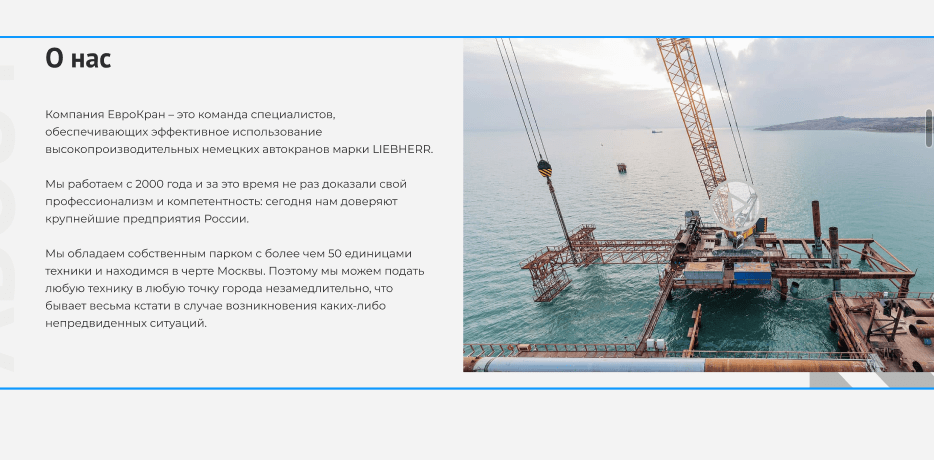 О нас
Компания ЕвроКран – это команда специалистов,
обеспечивающих эффективное использование
высокопроизводительных немецких автокранов марки LIEBHERR.
Мы работаем с 2000 года и за это время не раз доказали свой
профессионализм и компетентность: сегодня нам доверяют
крупнейшие предприятия России.
Мы обладаем собственным парком с более чем 50 единицами
техники и находимся в черте Москвы. Поэтому мы можем подать
любую технику в любую точку города незамедлительно, что
бывает весьма кстати в случае возникновения каких-либо
непредвиденных ситуаций.